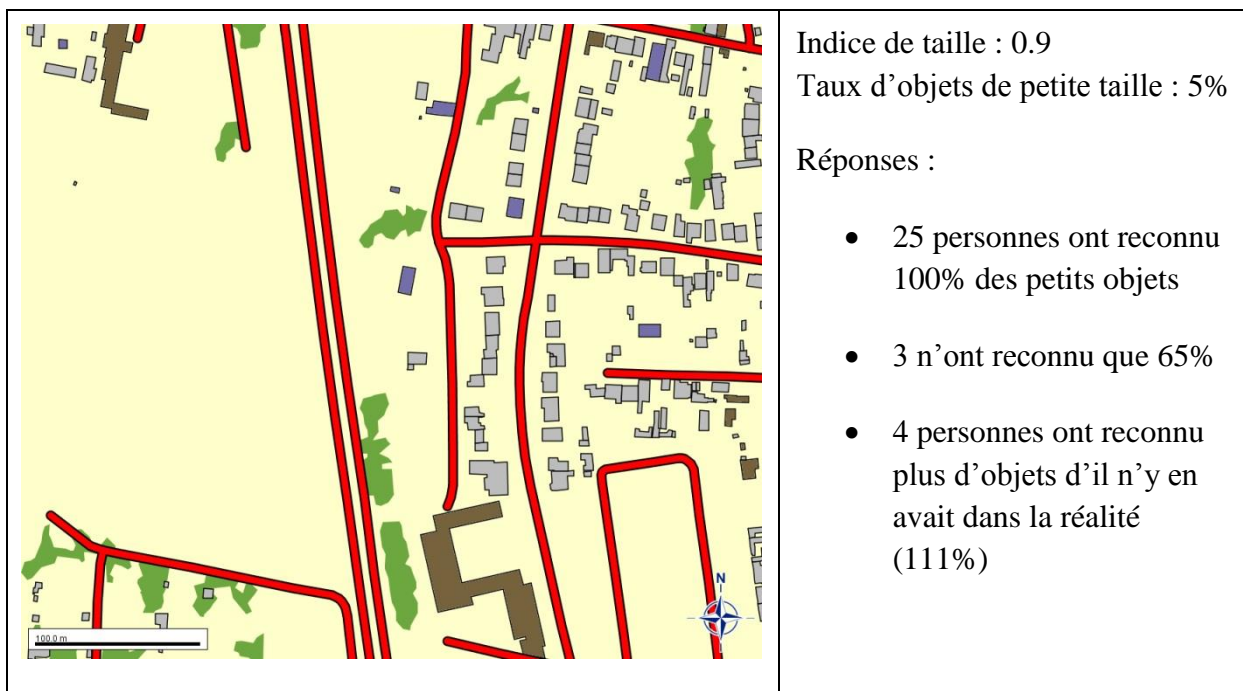 Indice de taille : 0.9
Taux d’objets de petite taille : 5%
Réponses :
• 25 personnes ont reconnu
100% des petits objets
• 3 n’ont reconnu que 65%
• 4 personnes ont reconnu
plus d’objets d’il n’y en
avait dans la réalité
(111%)
N
100.0 m